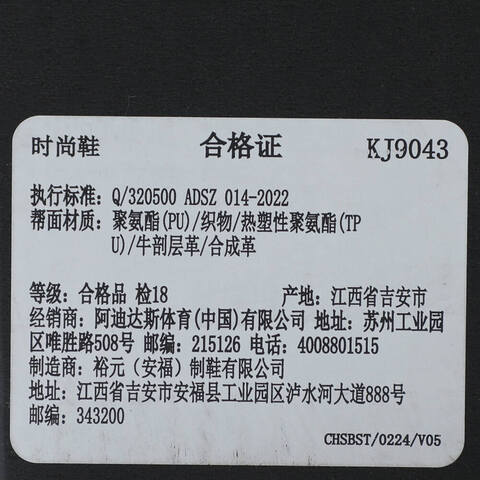 时尚鞋 合格证 KJ9043
执行标准: Q/320500 ADSZ 014-2022
帮面材质: 聚氨酯(PU)/织物/热塑性聚氨酯(TP
U)/牛剖层革/合成革
等级: 合格品 检18 产地: 江西省吉安市
经销商: 阿迪达斯体育(中国)有限公司 地址: 苏州工业园
区唯胜路508号 邮编: 215126 电话: 4008801515
制造商: 裕元（安福）制鞋有限公司
地址: 江西省吉安市安福县工业园区泸水河大道888号
邮编: 343200
CHSBST/0224/V05